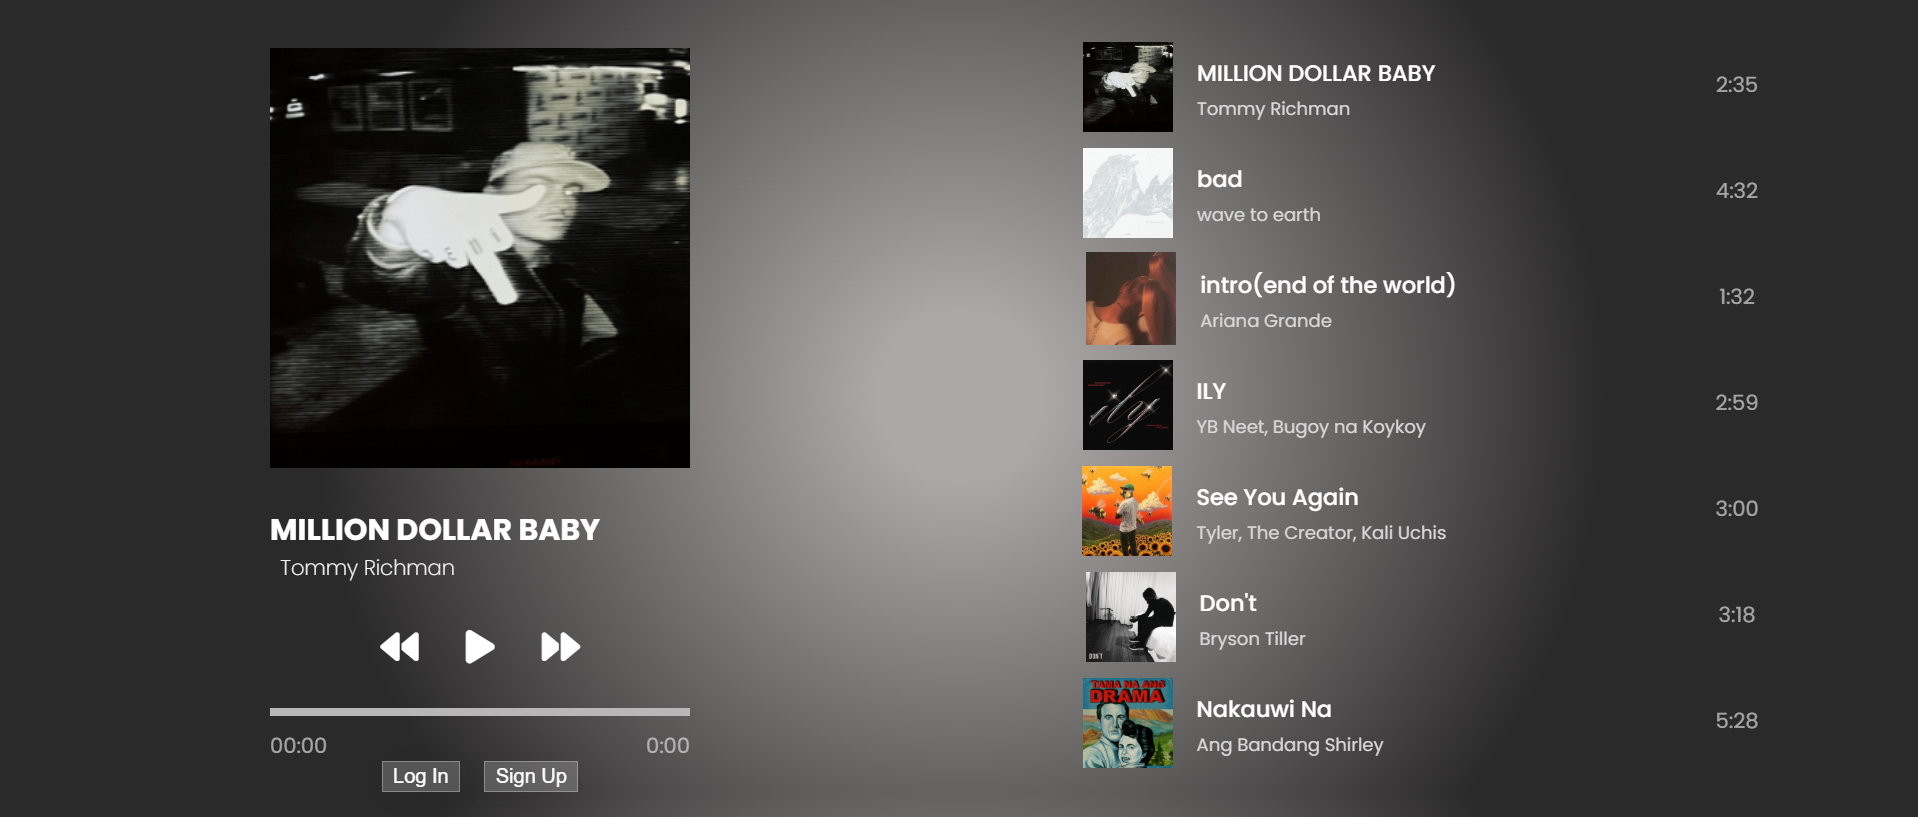 MILLION DOLLAR BABY
Tommy Richman
00:00
0:00
Log In
Sign Up
MILLION DOLLAR BABY
Tommy Richman
2:35
bad
wave to earth
4:32
intro(end of the world)
Ariana Grande
1:32
ily
ILY
YB Neet, Bugoy na Koykoy
2:59
See You Again
Tyler, The Creator, Kali Uchis
3:00
DON'T
Don't
Bryson Tiller
3:18
TAMA NA ANG
DRAMA
Nakauwi Na
Ang Bandang Shirley
5:28